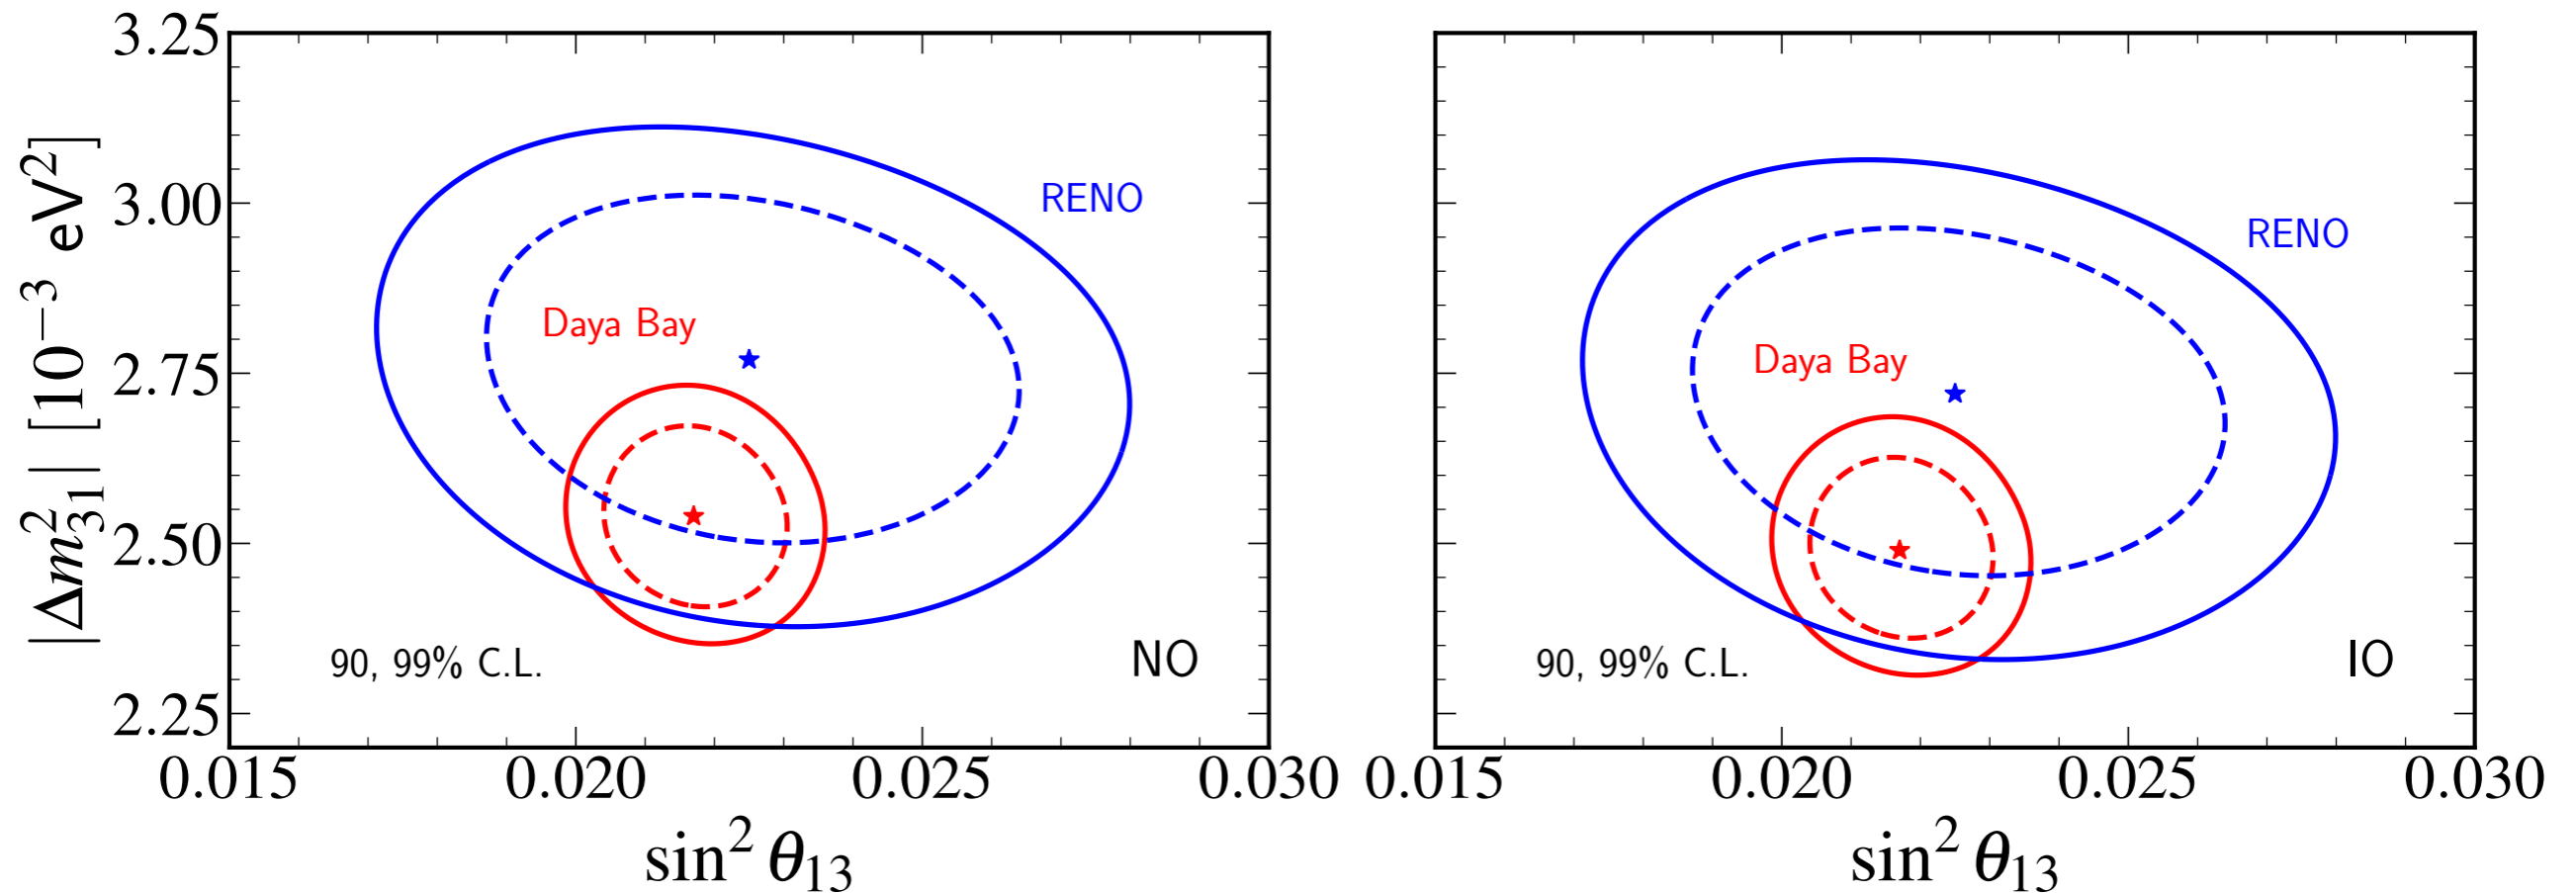 3.25
3.00
2.75
2.50
2.25
|Δm²₃₁| [10⁻³ eV²]
RENO
Daya Bay
90, 99% C.L.
NO
0.015 0.020 0.025 0.030
sin² θ₁₃
RENO
Daya Bay
90, 99% C.L.
IO
0.015 0.020 0.025 0.030
sin² θ₁₃